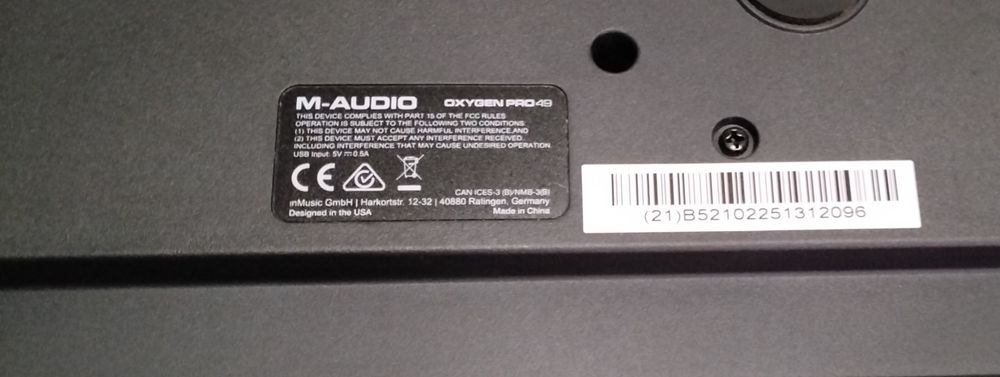 M-AUDIO OXYGEN PRO 49
THIS DEVICE COMPLIES WITH PART 15 OF THE FCC RULES
OPERATION IS SUBJECT TO THE FOLLOWING TWO CONDITIONS:
(1) THIS DEVICE MAY NOT CAUSE HARMFUL INTERFERENCE,AND
(2) THIS DEVICE MUST ACCEPT ANY INTERFERENCE RECEIVED.
INCLUDING INTERFERENCE THAT MAY CAUSE UNDESIRED OPERATION
USB Input: 5V ⎓ 0.5A
CE
CAN ICES-3 (B)/NMB-3(B)
inMusic GmbH | Harkortstr. 12-32 | 40880 Ratingen, Germany
Designed in the USA Made in China
(21)B52102251312096